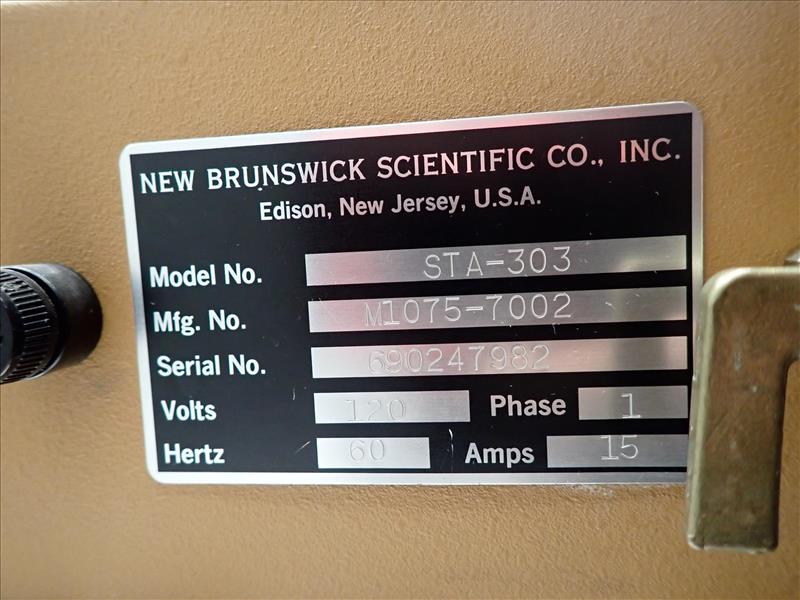 NEW BRUNSWICK SCIENTIFIC CO., INC.
Edison, New Jersey, U.S.A.
Model No. STA-303
Mfg. No. M1075-7002
Serial No. 690247982
Volts 120 Phase 1
Hertz 60 Amps 15